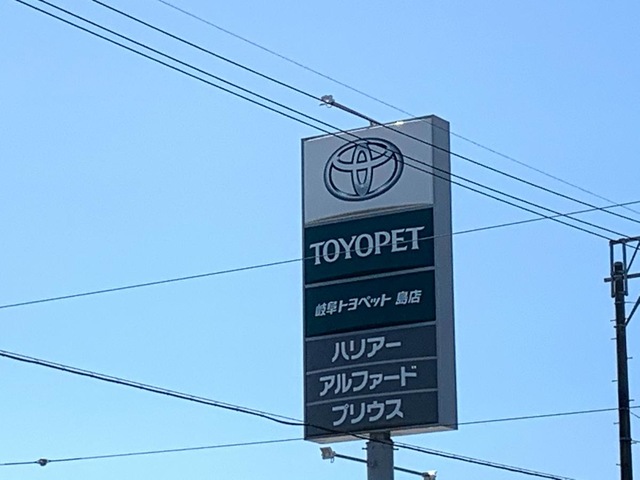 TOYOPET
岐阜トヨペット 島店
ハリアー
アルファード
プリウス